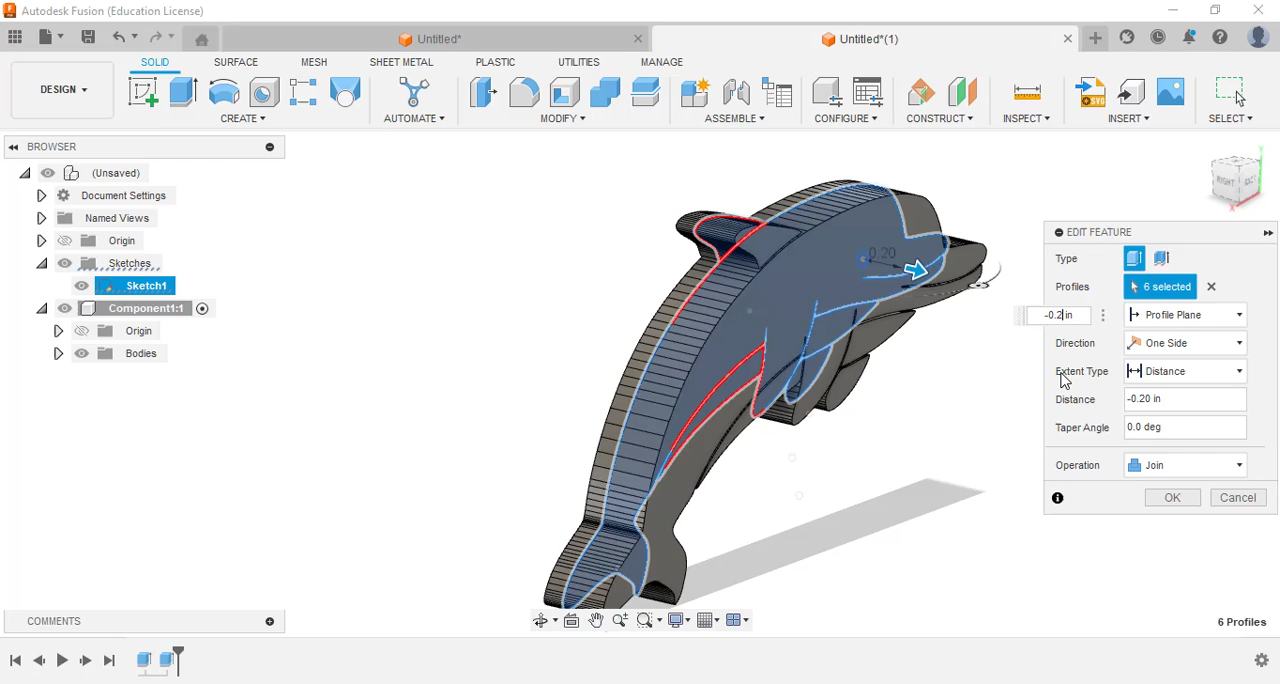 Autodesk Fusion (Education License)
Untitled*
Untitled*(1)
DESIGN
SOLID SURFACE MESH SHEET METAL PLASTIC UTILITIES MANAGE
CREATE AUTOMATE MODIFY ASSEMBLE CONFIGURE CONSTRUCT INSPECT INSERT SELECT
BROWSER
(Unsaved)
Document Settings
Named Views
Origin
Sketches
Sketch1
Component1:1
Origin
Bodies
0.20
RIGHT
EDIT FEATURE
Type
Profiles 6 selected
-0.2 in
Profile Plane
Direction One Side
Extent Type Distance
Distance -0.20 in
Taper Angle 0.0 deg
Operation Join
OK Cancel
COMMENTS
6 Profiles